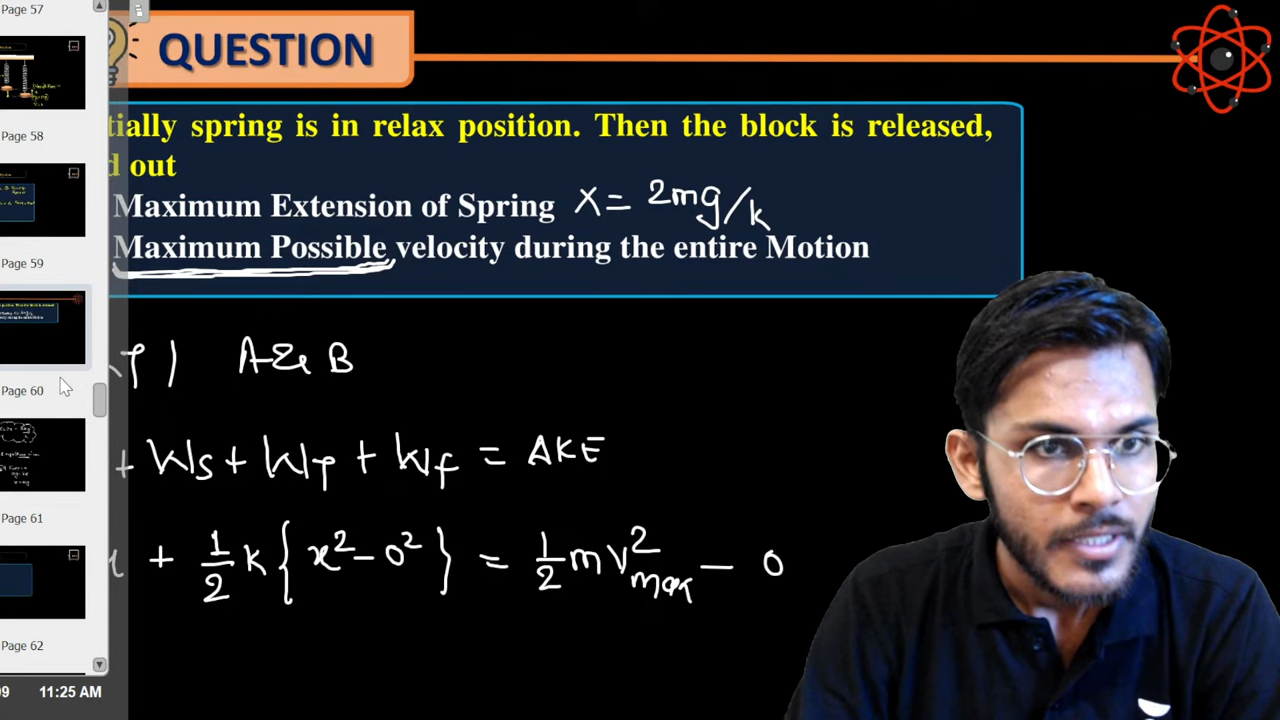 Page 57
Page 58
Page 59
Page 60
Page 61
Page 62
11:25 AM
QUESTION
tially spring is in relax position. Then the block is released,
d out
Maximum Extension of Spring x = 2mg/k
Maximum Possible velocity during the entire Motion
A & B
+ Ws + WT + Wf = ΔKE
+ 1/2 k { x² - 0² } = 1/2 m v²max - 0